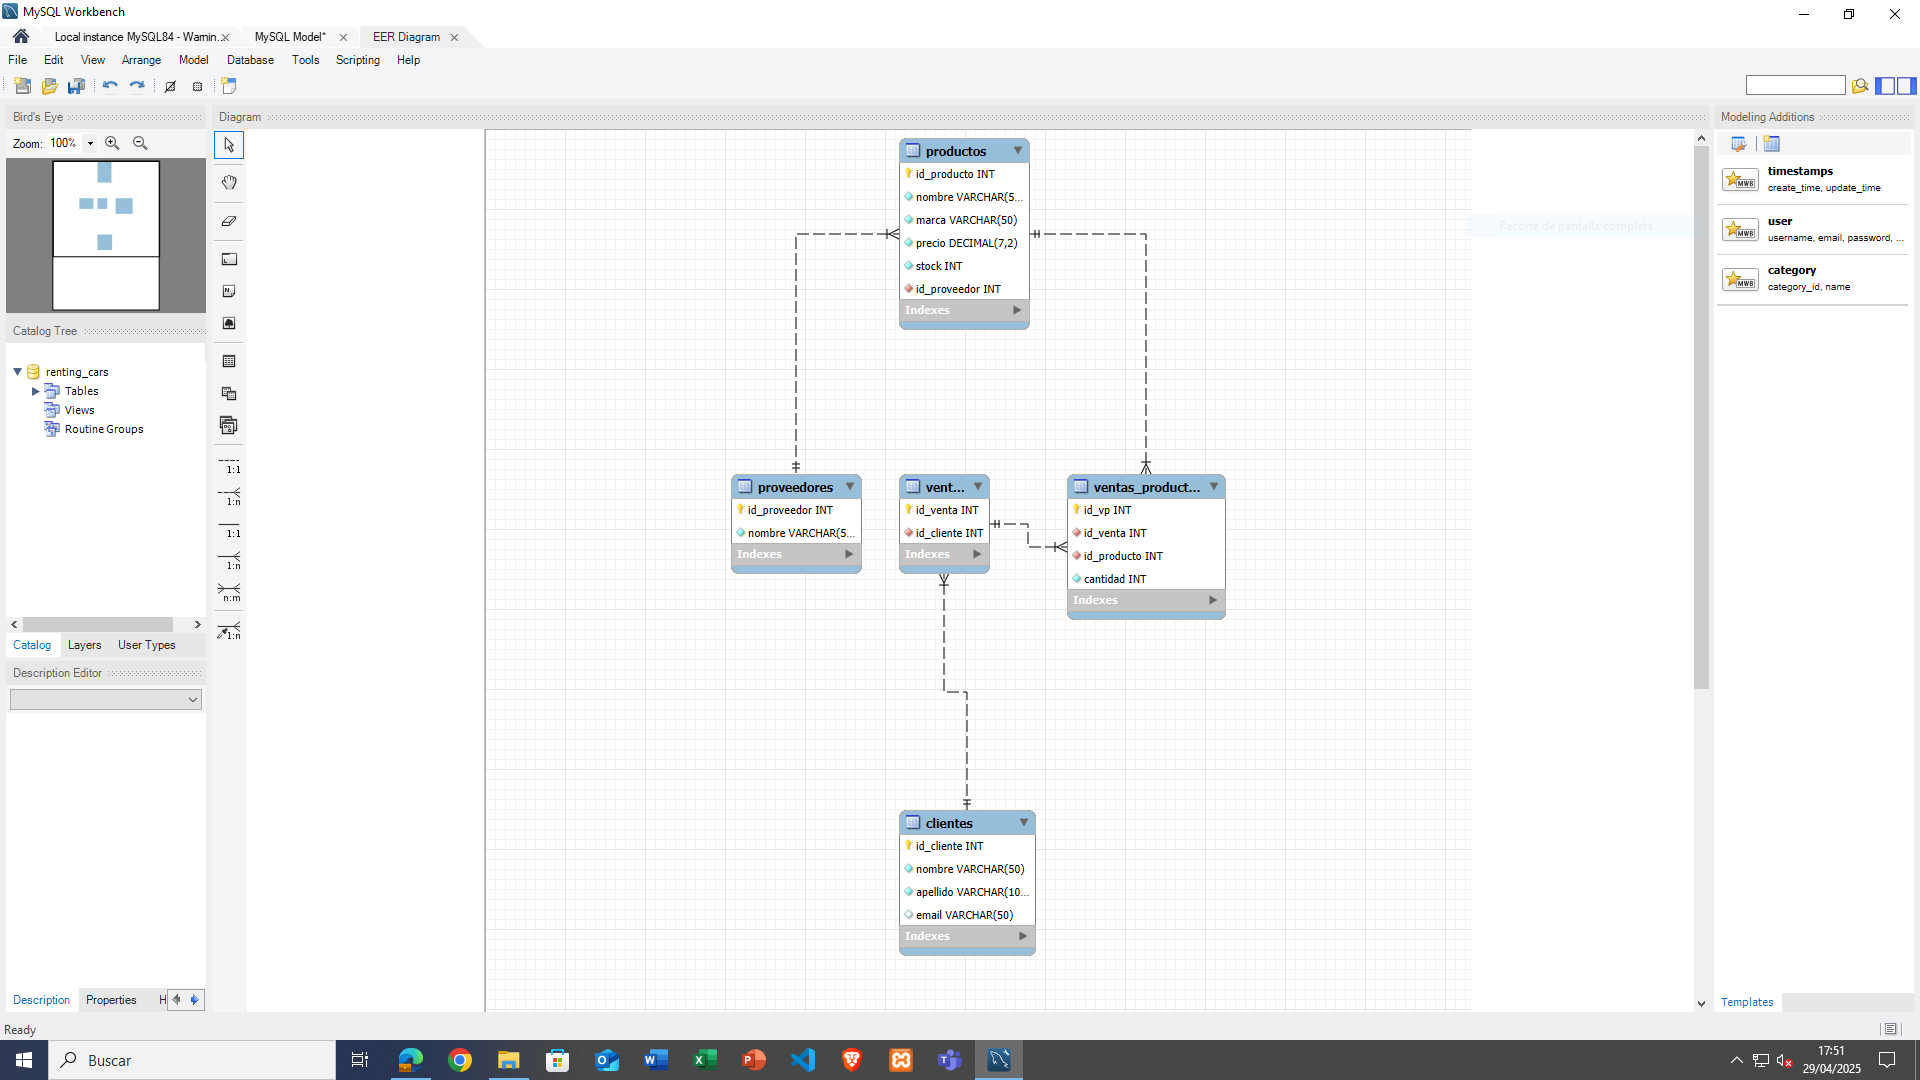 MySQL Workbench
Local instance MySQL84 - Warnin...
MySQL Model*
EER Diagram
File
Edit
View
Arrange
Model
Database
Tools
Scripting
Help
Bird's Eye
Diagram
Modeling Additions
Zoom: 100%
timestamps
create_time, update_time
user
username, email, password, ...
category
category_id, name
Recorte de pantalla completa
Catalog Tree
renting_cars
Tables
Views
Routine Groups
1:1
1:n
1:1
1:n
n:m
1:n
productos
id_producto INT
nombre VARCHAR(5...
marca VARCHAR(50)
precio DECIMAL(7,2)
stock INT
id_proveedor INT
Indexes
proveedores
id_proveedor INT
nombre VARCHAR(5...
Indexes
vent...
id_venta INT
id_cliente INT
Indexes
ventas_product...
id_vp INT
id_venta INT
id_producto INT
cantidad INT
Indexes
clientes
id_cliente INT
nombre VARCHAR(50)
apellido VARCHAR(10...
email VARCHAR(50)
Indexes
Catalog
Layers
User Types
Description Editor
Description
Properties
H
Templates
Ready
Buscar
17:51
29/04/2025